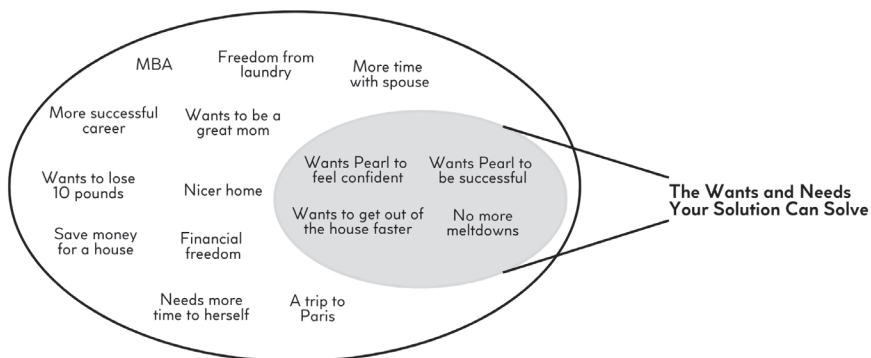 MBA
Freedom from
laundry
More time
with spouse
More successful
career
Wants to be a
great mom
Wants Pearl to
feel confident
Wants Pearl to
be successful
Wants to lose
10 pounds
Nicer home
The Wants and Needs
Your Solution Can Solve
Wants to get out of
the house faster
No more
meltdowns
Save money
for a house
Financial
freedom
Needs more
time to herself
A trip to
Paris